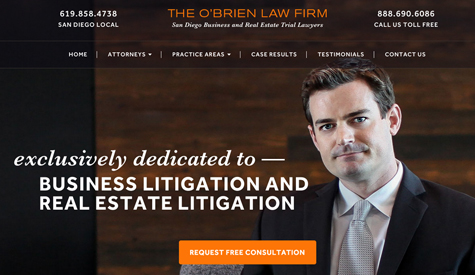 619.858.4738
SAN DIEGO LOCAL
THE O'BRIEN LAW FIRM
San Diego Business and Real Estate Trial Lawyers
888.690.6086
CALL US TOLL FREE
HOME | ATTORNEYS | PRACTICE AREAS | CASE RESULTS | TESTIMONIALS | CONTACT US
exclusively dedicated to —
BUSINESS LITIGATION AND
REAL ESTATE LITIGATION
REQUEST FREE CONSULTATION